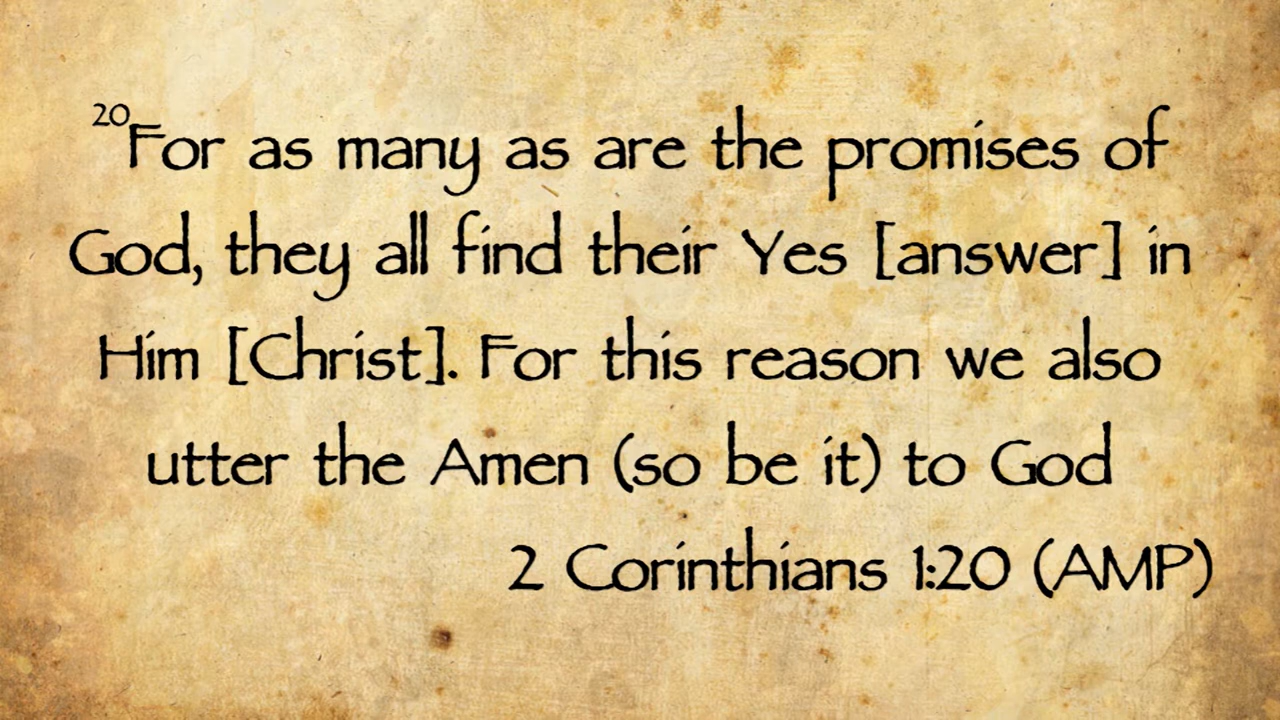 20For as many as are the promises of
God, they all find their Yes [answer] in
Him [Christ]. For this reason we also
utter the Amen (so be it) to God
2 Corinthians 1:20 (AMP)